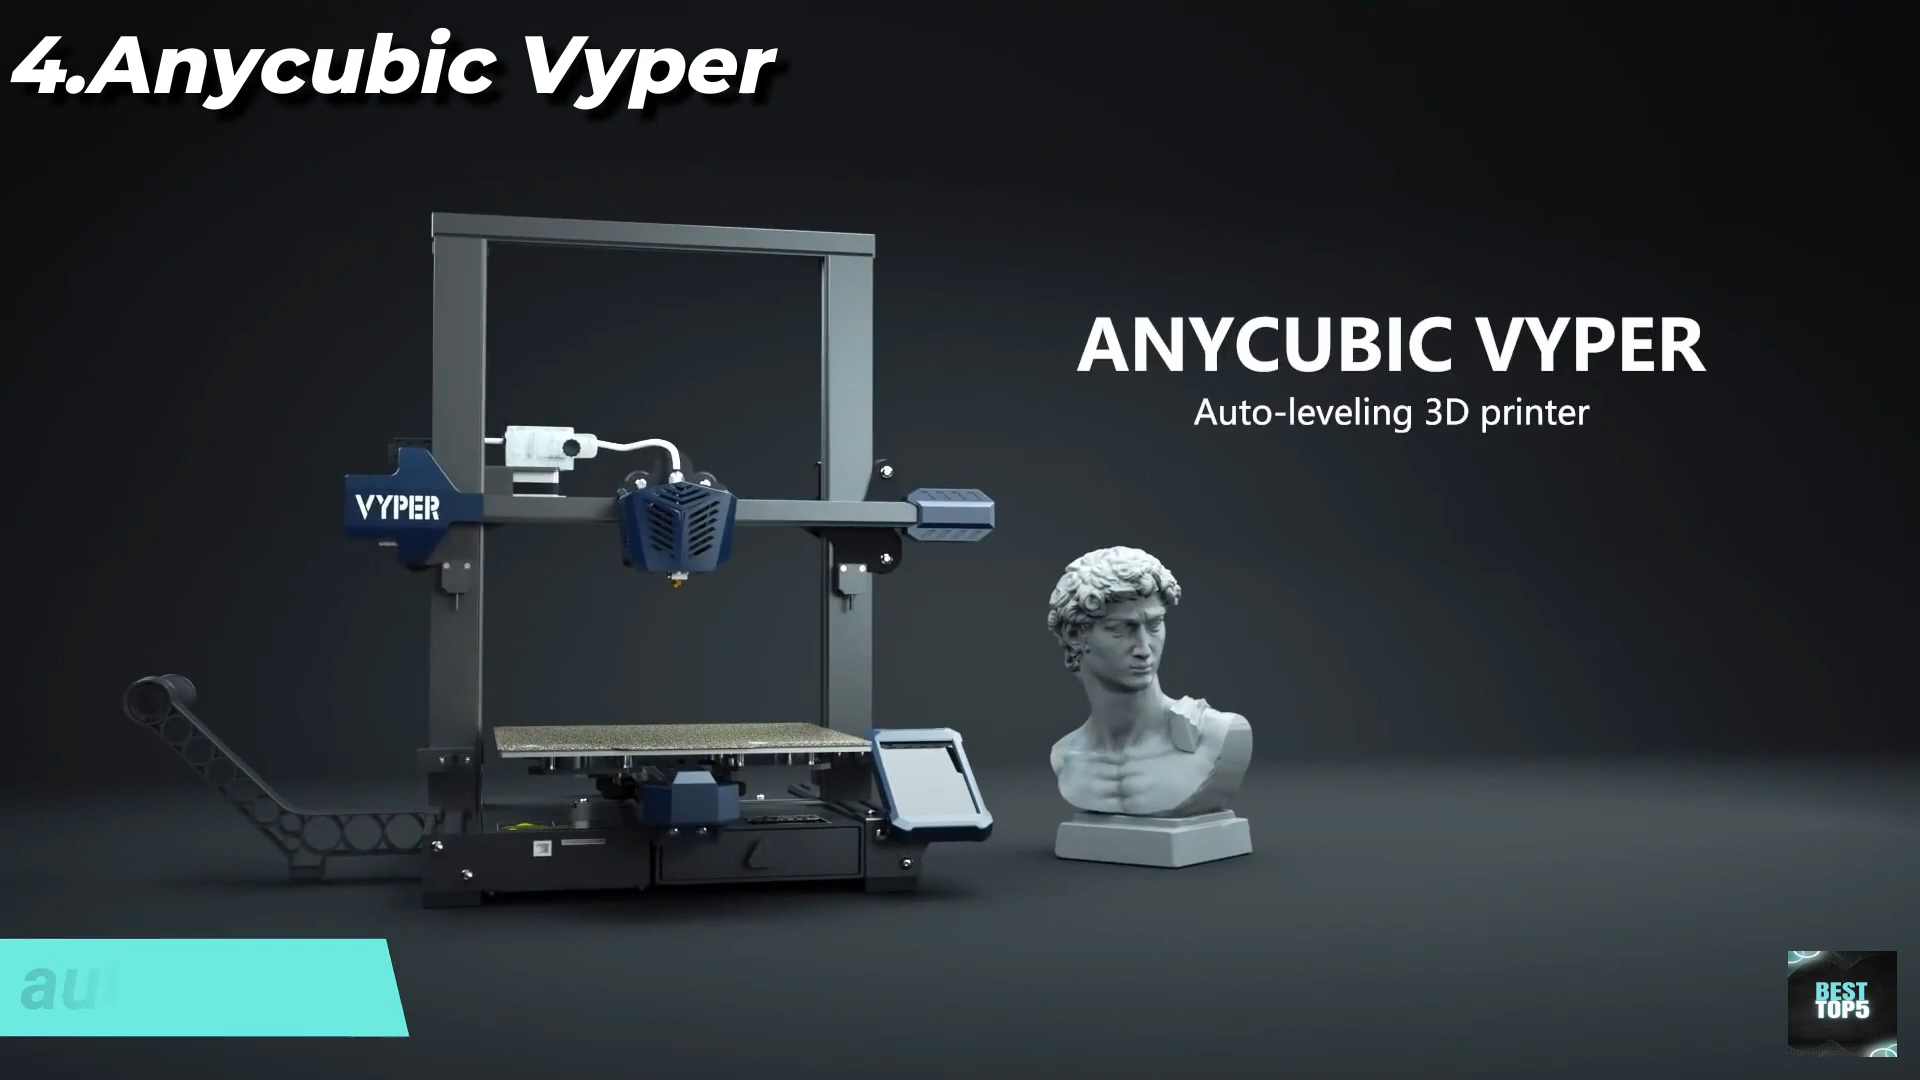 4.Anycubic Vyper
ANYCUBIC VYPER
Auto-leveling 3D printer
VYPER
BEST
TOP5